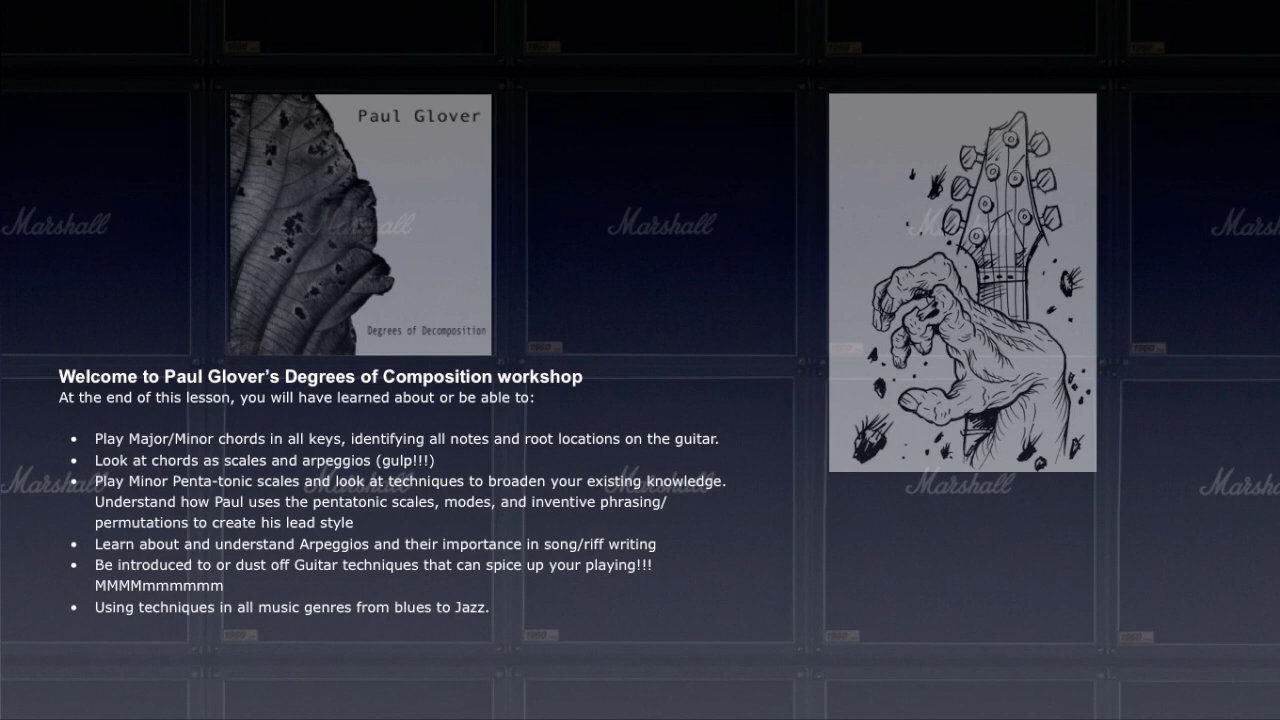 Paul Glover
Marshall Marshall Marshall Marshall Marshall
Degrees of Decomposition
Welcome to Paul Glover’s Degrees of Composition workshop
At the end of this lesson, you will have learned about or be able to:
• Play Major/Minor chords in all keys, identifying all notes and root locations on the guitar.
• Look at chords as scales and arpeggios (gulp!!!)
• Play Minor Penta-tonic scales and look at techniques to broaden your existing knowledge.
Understand how Paul uses the pentatonic scales, modes, and inventive phrasing/
permutations to create his lead style
• Learn about and understand Arpeggios and their importance in song/riff writing
• Be introduced to or dust off Guitar techniques that can spice up your playing!!!
MMMMmmmmmm
• Using techniques in all music genres from blues to Jazz.
Marshall Marshall Marshall Marshall Marshall